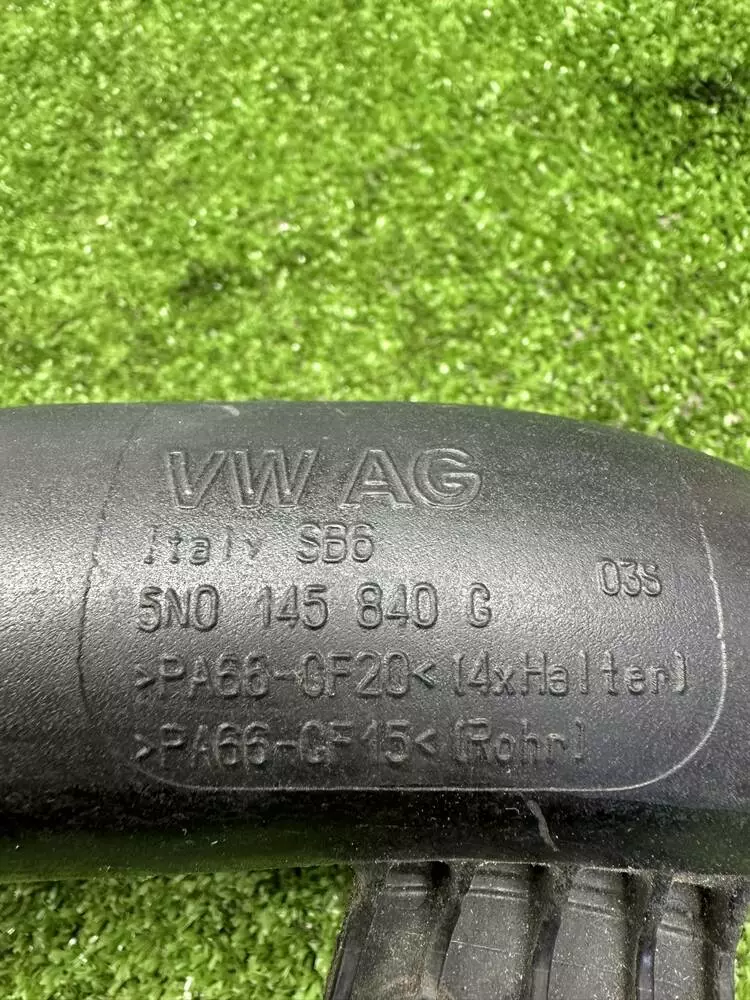 VW AG
Italy SB6
5N0 145 840 G 03S
>PA66-GF20< (4xHalter)
>PA66-GF15< (Rohr)